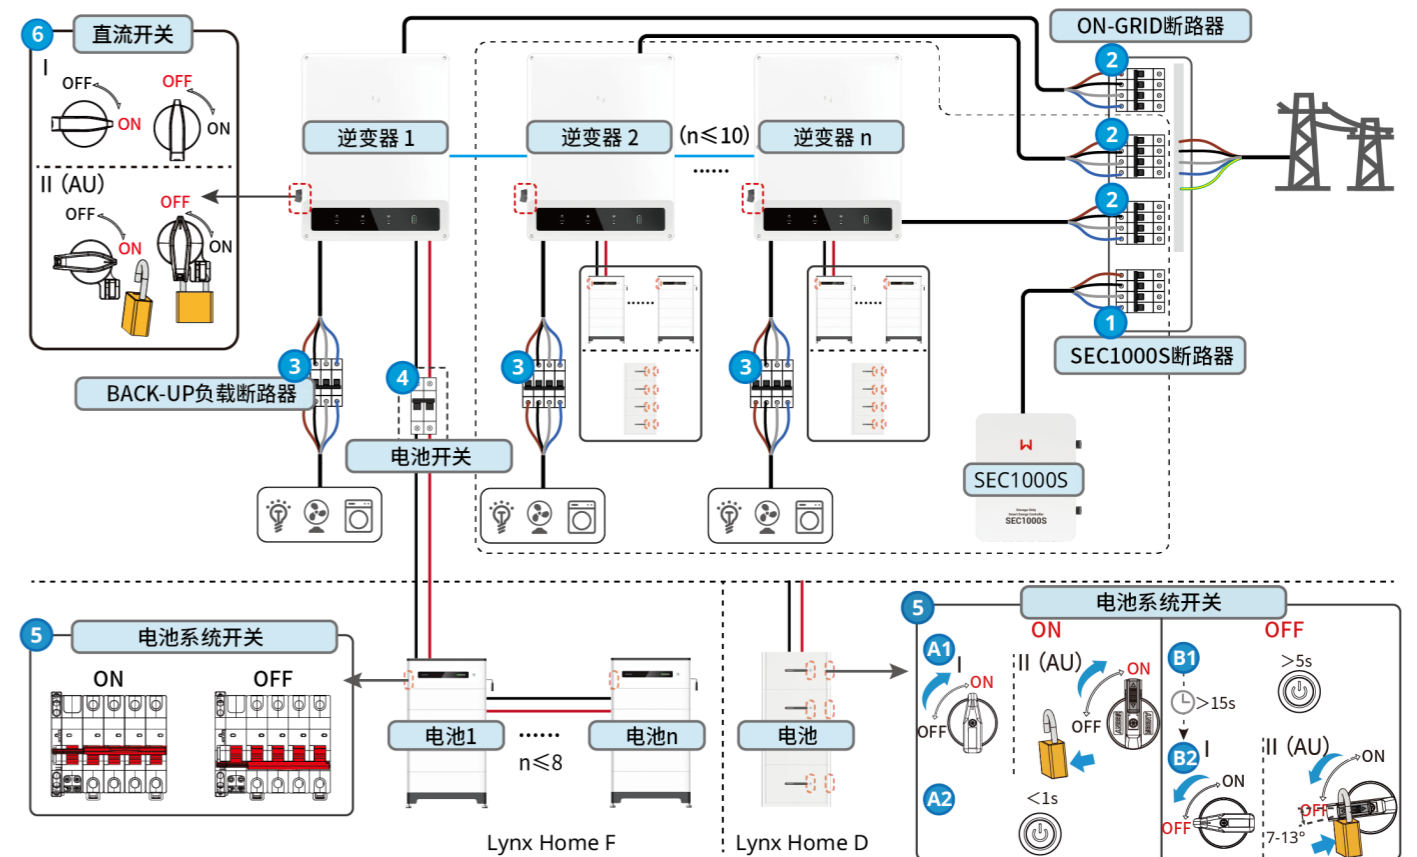 6
直流开关
I
OFF
ON
OFF
ON
II (AU)
OFF
ON
OFF
ON
逆变器 1
逆变器 2
(n≤10)
······
逆变器 n
ON-GRID断路器
2
2
2
1
SEC1000S断路器
3
BACK-UP负载断路器
4
电池开关
3
······
3
······
SEC1000S
SEC1000S
5
电池系统开关
ON
OFF
电池1
······
n≤8
电池n
Lynx Home F
电池
Lynx Home D
5
电池系统开关
ON
A1
I
ON
OFF
II (AU)
ON
OFF
A2
<1s
OFF
B1
>5s
>15s
B2
I
ON
OFF
II (AU)
ON
OFF
7-13°